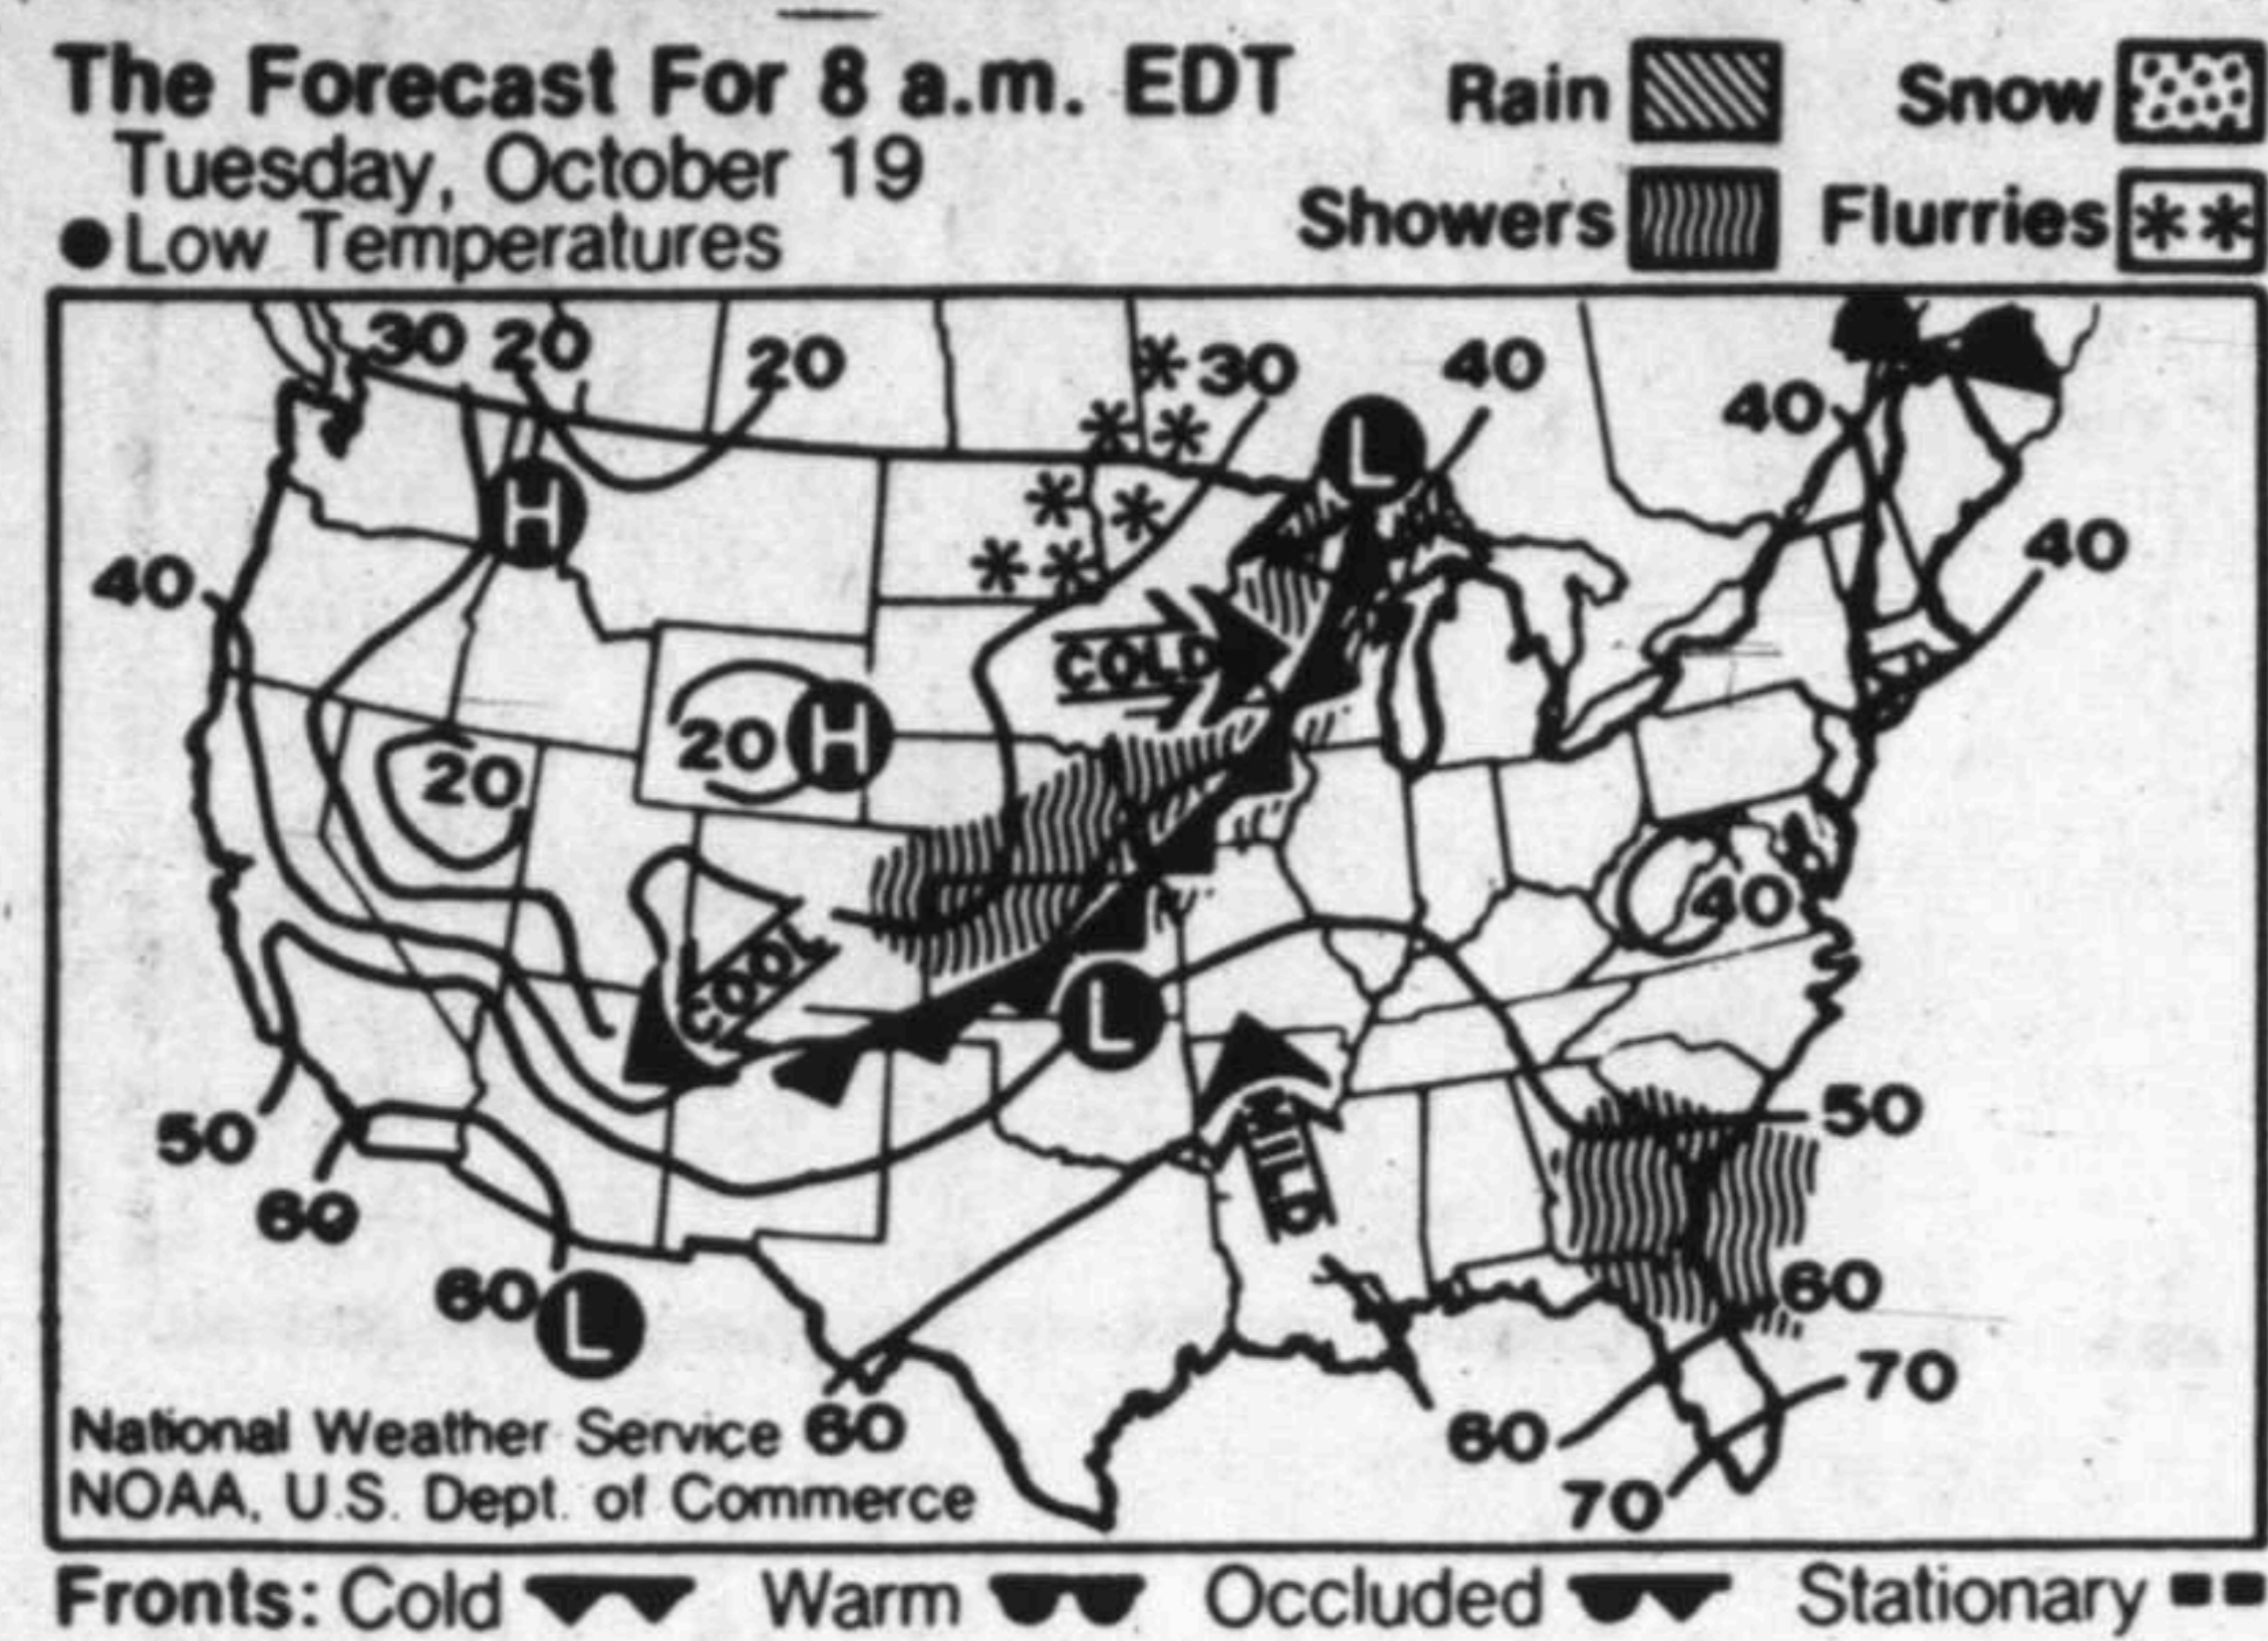 The Forecast For 8 a.m. EDT
Tuesday, October 19
● Low Temperatures
Rain Snow
Showers Flurries
30 20 20 30 40 40
H L
40 40
COLD
20 20 H
40
COOL
L
50 MILD 50
60
60 L 60
70
National Weather Service 60 60
NOAA, U.S. Dept. of Commerce 70
Fronts: Cold Warm Occluded Stationary